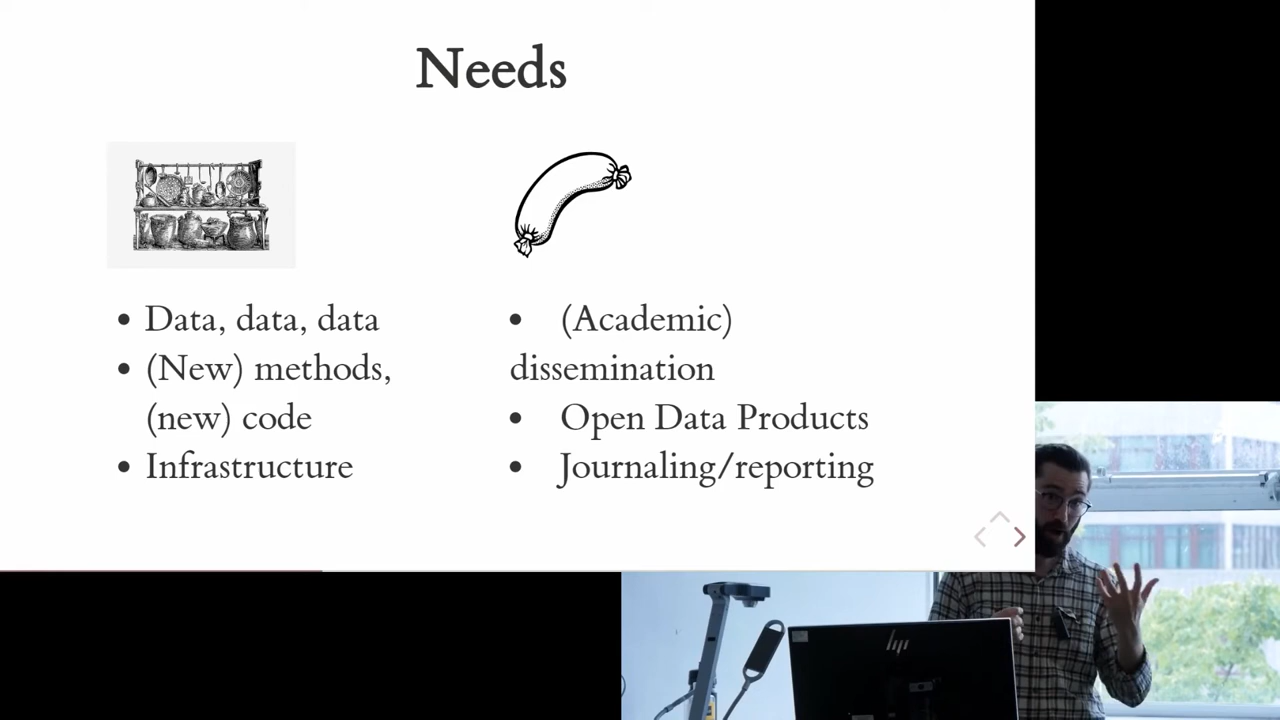 Needs
• Data, data, data
• (New) methods,
(new) code
• Infrastructure
• (Academic)
dissemination
• Open Data Products
• Journaling/reporting
hp